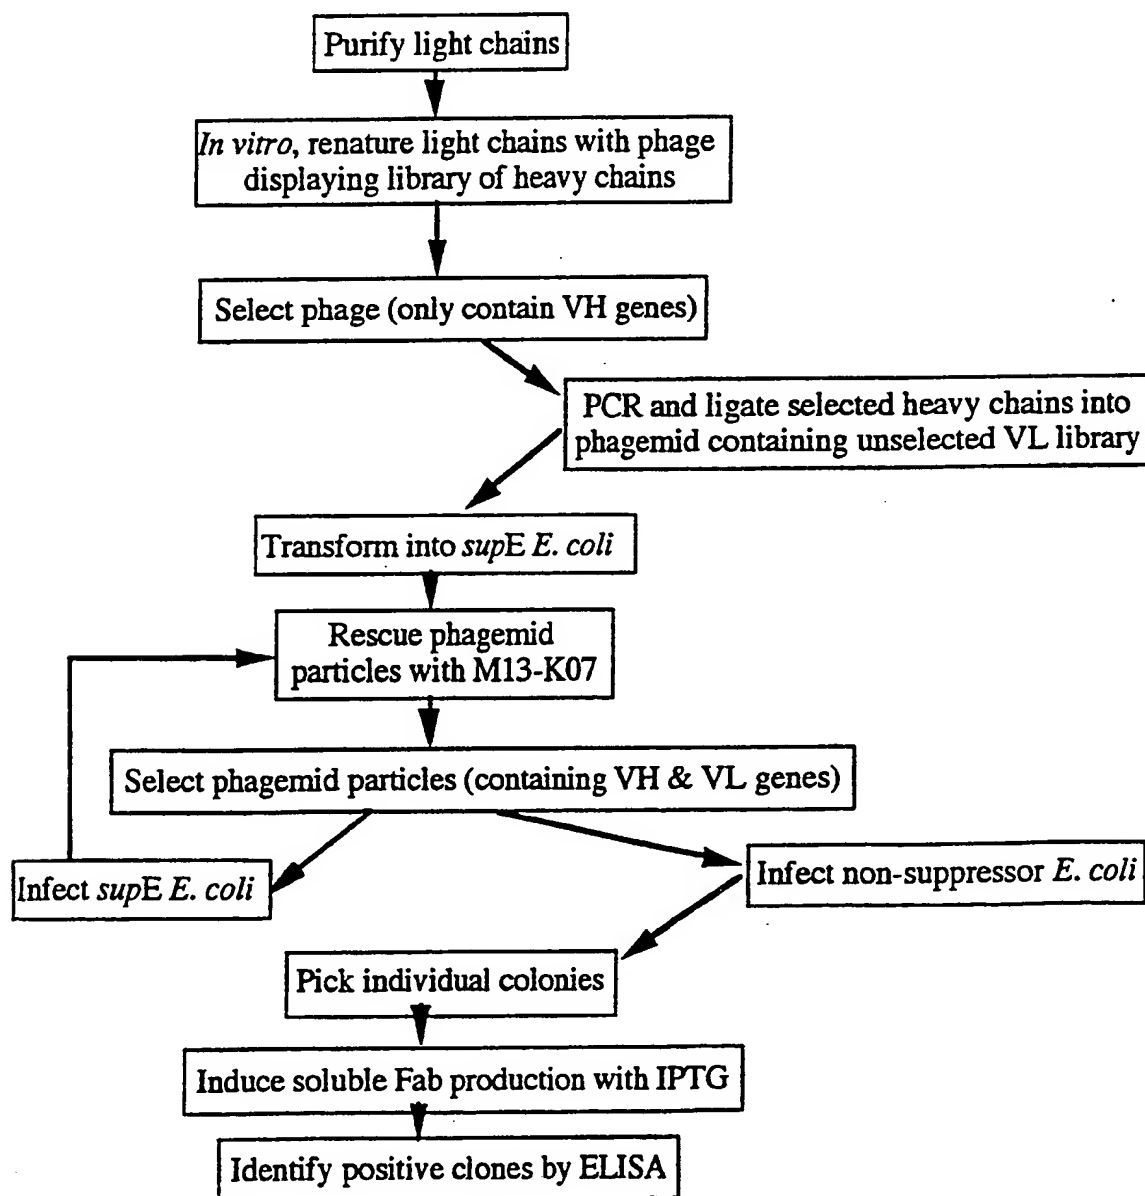 Purify light chains
In vitro, renature light chains with phage
displaying library of heavy chains
Select phage (only contain VH genes)
PCR and ligate selected heavy chains into
phagemid containing unselected VL library
Transform into supE E. coli
Rescue phagemid
particles with M13-K07
Select phagemid particles (containing VH & VL genes)
Infect supE E. coli
Infect non-suppressor E. coli
Pick individual colonies
Induce soluble Fab production with IPTG
Identify positive clones by ELISA